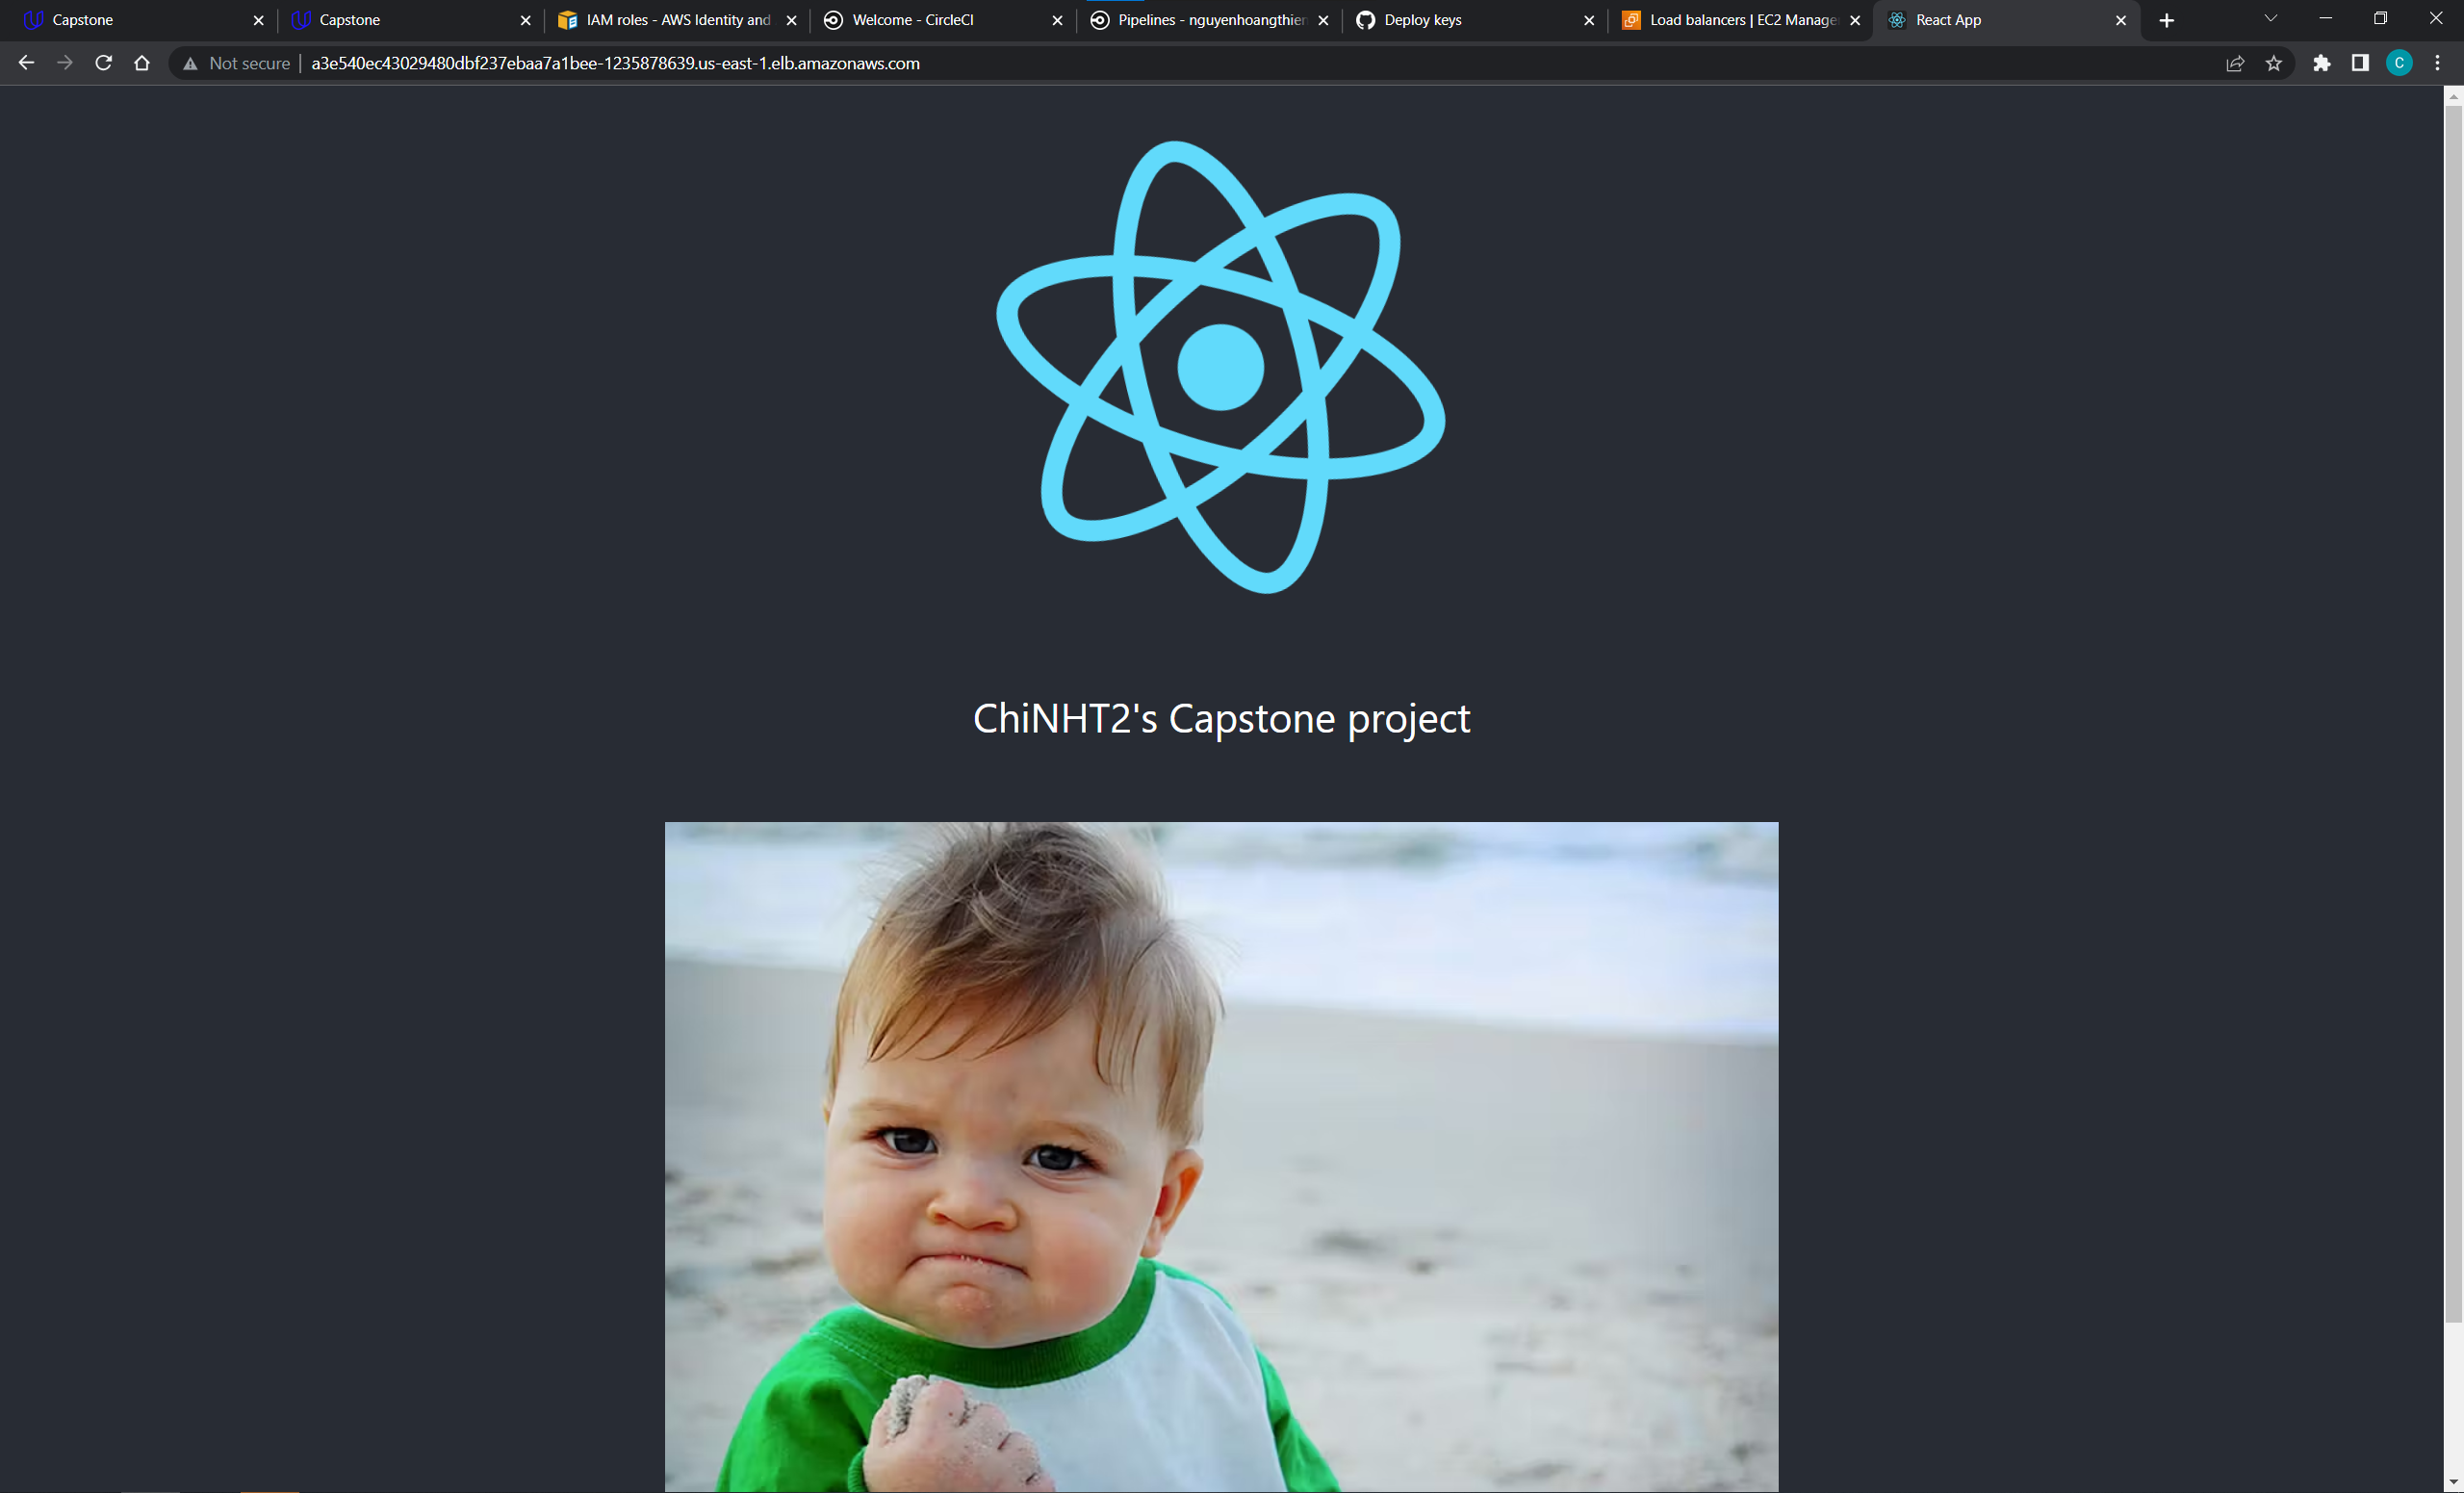 Capstone
Capstone
IAM roles - AWS Identity and
Welcome - CircleCI
Pipelines - nguyenhoangthien
Deploy keys
Load balancers | EC2 Manage
React App
Not secure
a3e540ec43029480dbf237ebaa7a1bee-1235878639.us-east-1.elb.amazonaws.com
C
ChiNHT2's Capstone project